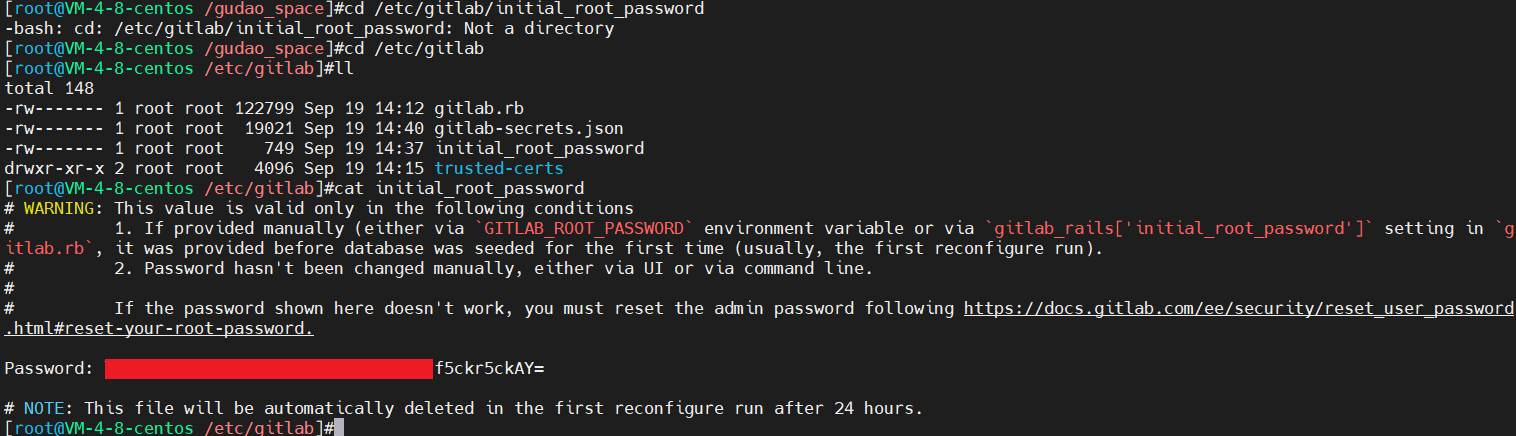 [root@VM-4-8-centos /gudao_space]#cd /etc/gitlab/initial_root_password
-bash: cd: /etc/gitlab/initial_root_password: Not a directory
[root@VM-4-8-centos /gudao_space]#cd /etc/gitlab
[root@VM-4-8-centos /etc/gitlab]#ll
total 148
-rw------- 1 root root 122799 Sep 19 14:12 gitlab.rb
-rw------- 1 root root  19021 Sep 19 14:40 gitlab-secrets.json
-rw------- 1 root root    749 Sep 19 14:37 initial_root_password
drwxr-xr-x 2 root root   4096 Sep 19 14:15 trusted-certs
[root@VM-4-8-centos /etc/gitlab]#cat initial_root_password
# WARNING: This value is valid only in the following conditions
#          1. If provided manually (either via `GITLAB_ROOT_PASSWORD` environment variable or via `gitlab_rails['initial_root_password']` setting in `g
itlab.rb`, it was provided before database was seeded for the first time (usually, the first reconfigure run).
#          2. Password hasn't been changed manually, either via UI or via command line.
#
#          If the password shown here doesn't work, you must reset the admin password following https://docs.gitlab.com/ee/security/reset_user_password
.html#reset-your-root-password.
Password: f5ckr5ckAY=
# NOTE: This file will be automatically deleted in the first reconfigure run after 24 hours.
[root@VM-4-8-centos /etc/gitlab]#